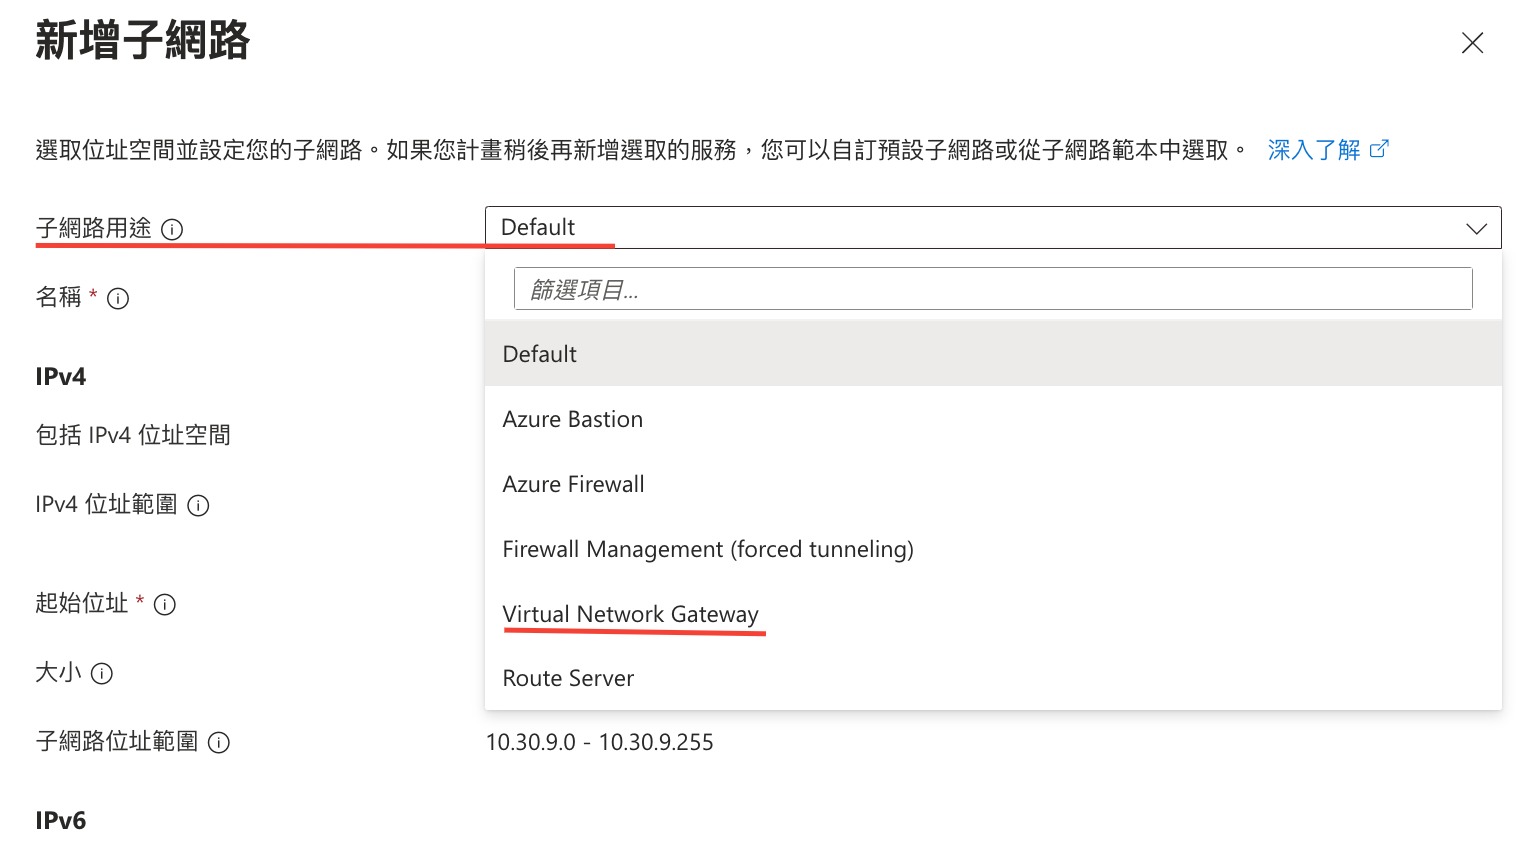 新增子網路
選取位址空間並設定您的子網路。如果您計畫稍後再新增選取的服務，您可以自訂預設子網路或從子網路範本中選取。 深入了解
子網路用途 Default
篩選項目...
名稱 *
Default
IPv4
Azure Bastion
包括 IPv4 位址空間
Azure Firewall
IPv4 位址範圍
Firewall Management (forced tunneling)
起始位址 *
Virtual Network Gateway
大小
Route Server
子網路位址範圍 10.30.9.0 - 10.30.9.255
IPv6